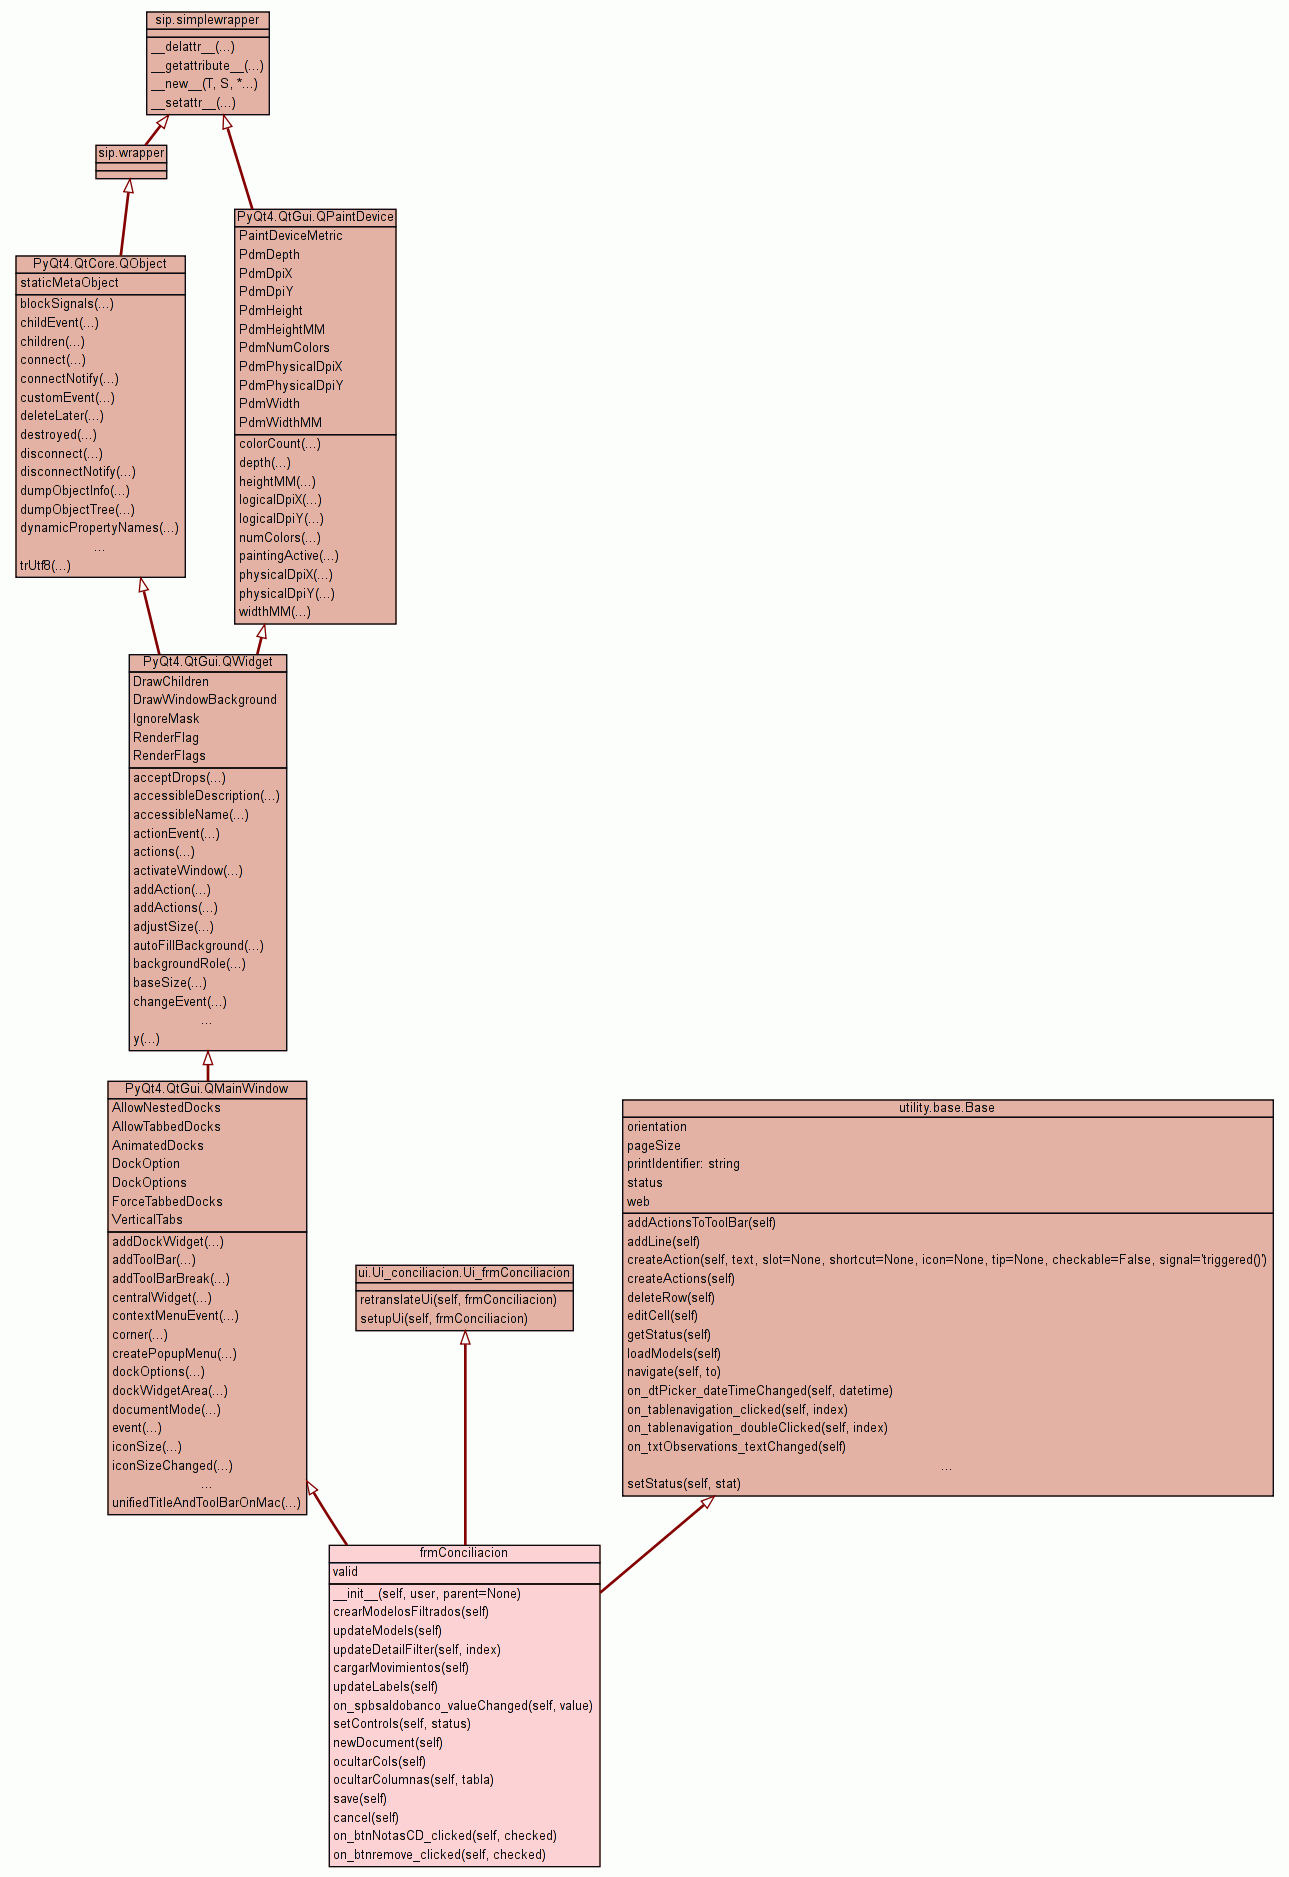 sip.simplewrapper
__delattr__(...)
__getattribute__(...)
__new__(T, S, *...)
__setattr__(...)
sip.wrapper
PyQt4.QtGui.QPaintDevice
PaintDeviceMetric
PdmDepth
PdmDpiX
PdmDpiY
PdmHeight
PdmHeightMM
PdmNumColors
PdmPhysicalDpiX
PdmPhysicalDpiY
PdmWidth
PdmWidthMM
colorCount(...)
depth(...)
heightMM(...)
logicalDpiX(...)
logicalDpiY(...)
numColors(...)
paintingActive(...)
physicalDpiX(...)
physicalDpiY(...)
widthMM(...)
PyQt4.QtCore.QObject
staticMetaObject
blockSignals(...)
childEvent(...)
children(...)
connect(...)
connectNotify(...)
customEvent(...)
deleteLater(...)
destroyed(...)
disconnect(...)
disconnectNotify(...)
dumpObjectInfo(...)
dumpObjectTree(...)
dynamicPropertyNames(...)
...
trUtf8(...)
PyQt4.QtGui.QWidget
DrawChildren
DrawWindowBackground
IgnoreMask
RenderFlag
RenderFlags
acceptDrops(...)
accessibleDescription(...)
accessibleName(...)
actionEvent(...)
actions(...)
activateWindow(...)
addAction(...)
addActions(...)
adjustSize(...)
autoFillBackground(...)
backgroundRole(...)
baseSize(...)
changeEvent(...)
...
y(...)
PyQt4.QtGui.QMainWindow
AllowNestedDocks
AllowTabbedDocks
AnimatedDocks
DockOption
DockOptions
ForceTabbedDocks
VerticalTabs
addDockWidget(...)
addToolBar(...)
addToolBarBreak(...)
centralWidget(...)
contextMenuEvent(...)
corner(...)
createPopupMenu(...)
dockOptions(...)
dockWidgetArea(...)
documentMode(...)
event(...)
iconSize(...)
iconSizeChanged(...)
...
unifiedTitleAndToolBarOnMac(...)
ui.Ui_conciliacion.Ui_frmConciliacion
retranslateUi(self, frmConciliacion)
setupUi(self, frmConciliacion)
utility.base.Base
orientation
pageSize
printIdentifier: string
status
web
addActionsToToolBar(self)
addLine(self)
createAction(self, text, slot=None, shortcut=None, icon=None, tip=None, checkable=False, signal='triggered()')
createActions(self)
deleteRow(self)
editCell(self)
getStatus(self)
loadModels(self)
navigate(self, to)
on_dtPicker_dateTimeChanged(self, datetime)
on_tablenavigation_clicked(self, index)
on_tablenavigation_doubleClicked(self, index)
on_txtObservations_textChanged(self)
...
setStatus(self, stat)
frmConciliacion
valid
__init__(self, user, parent=None)
crearModelosFiltrados(self)
updateModels(self)
updateDetailFilter(self, index)
cargarMovimientos(self)
updateLabels(self)
on_spbsaldobanco_valueChanged(self, value)
setControls(self, status)
newDocument(self)
ocultarCols(self)
ocultarColumnas(self, tabla)
save(self)
cancel(self)
on_btnNotasCD_clicked(self, checked)
on_btnremove_clicked(self, checked)